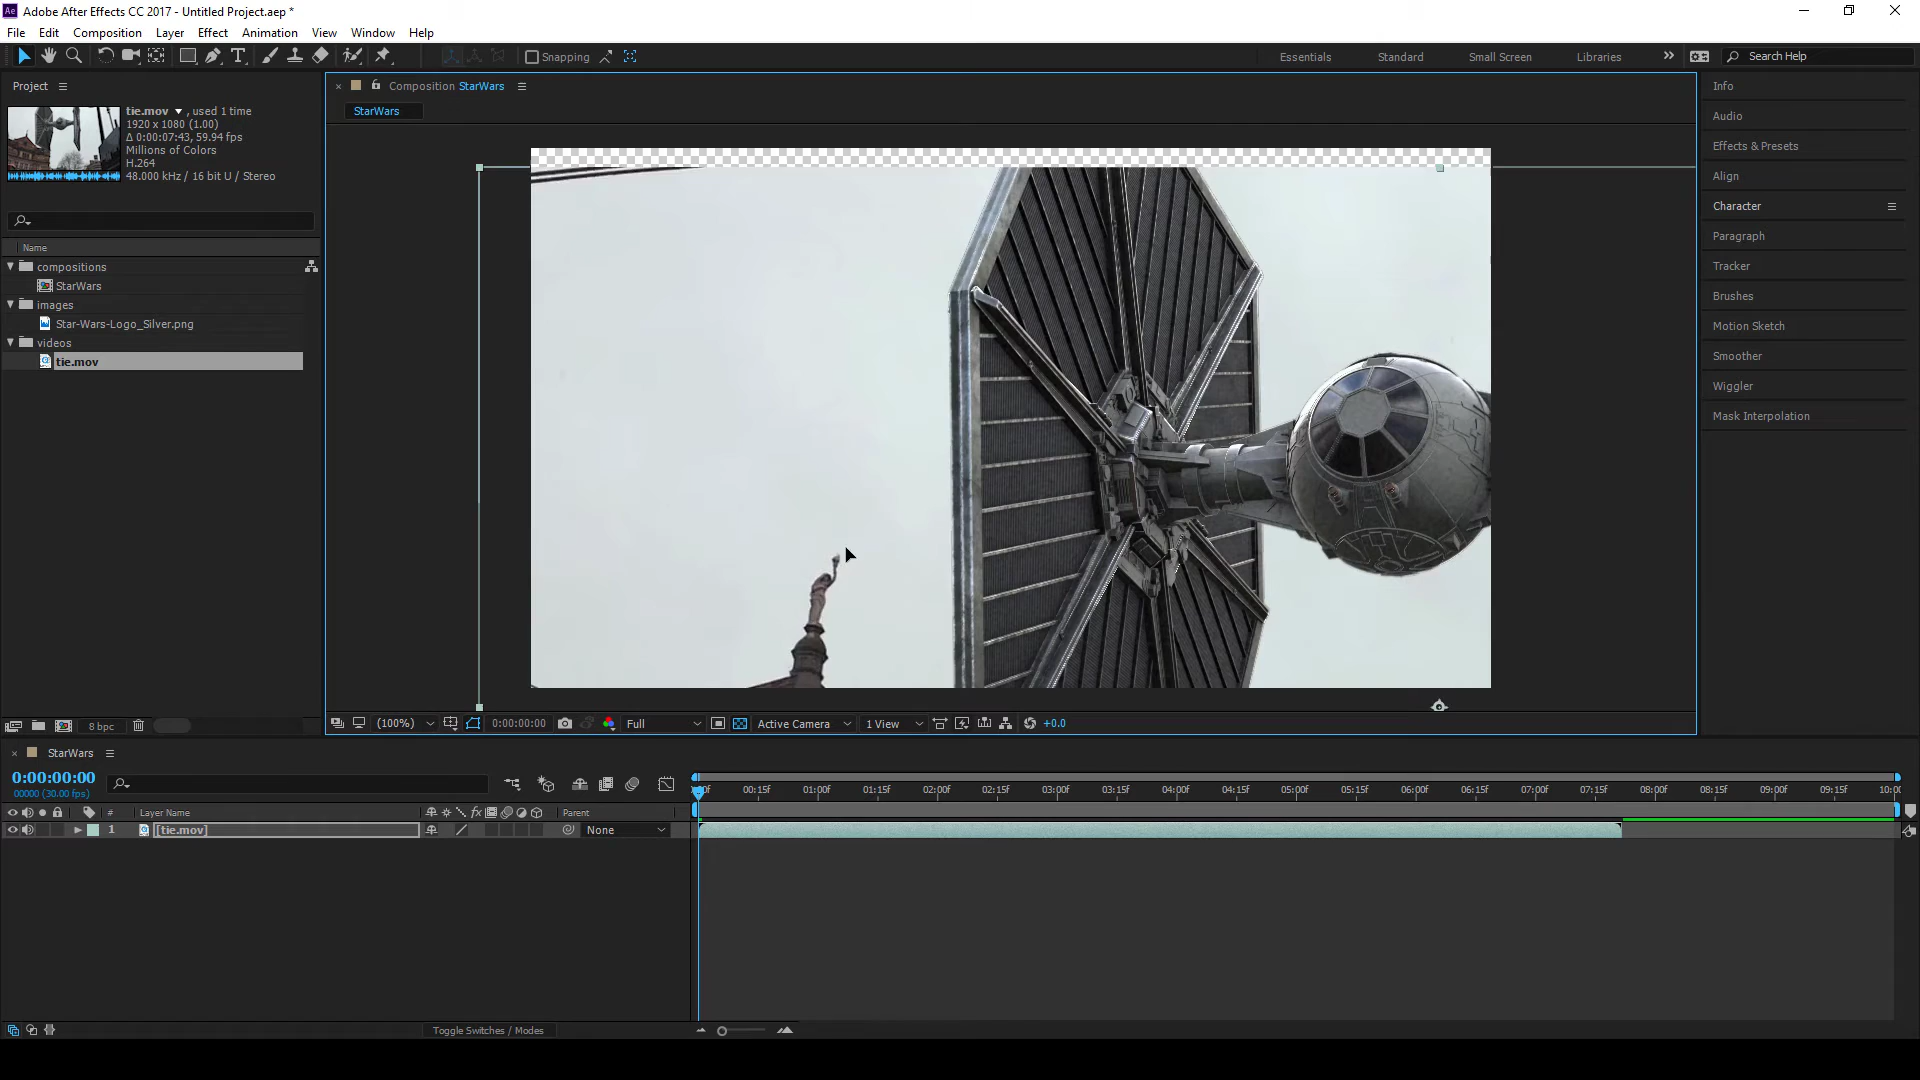 Ae Adobe After Effects CC 2017 - Untitled Project.aep *
File Edit Composition Layer Effect Animation View Window Help
Snapping
Essentials Standard Small Screen Libraries Search Help
Project
tie.mov , used 1 time
1920 x 1080 (1.00)
Δ 0:00:07:43, 59.94 fps
Millions of Colors
H.264
48.000 kHz / 16 bit U / Stereo
Name
compositions
StarWars
images
Star-Wars-Logo_Silver.png
videos
tie.mov
8 bpc
Composition StarWars
StarWars
(100%) 0:00:00:00 Full Active Camera 1 View +0.0
Info
Audio
Effects & Presets
Align
Character
Paragraph
Tracker
Brushes
Motion Sketch
Smoother
Wiggler
Mask Interpolation
StarWars
0:00:00:00
00000 (30.00 fps)
# Layer Name fx Parent
1 [tie.mov] None
00:15f 01:00f 01:15f 02:00f 02:15f 03:00f 03:15f 04:00f 04:15f 05:00f 05:15f 06:00f 06:15f 07:00f 07:15f 08:00f 08:15f 09:00f 09:15f
Toggle Switches / Modes